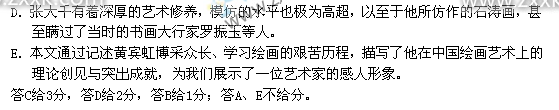 D．张大千有着深厚的艺术修养，模仿的水平也极为高超，以至于他所仿作的石涛画，甚
至瞒过了当时的书画大行家罗振玉等人。
E．本文通过记述黄宾虹博采众长、学习绘画的艰苦历程，描写了他在中国绘画艺术上的
理论创见与突出成就，为我们展示了一位艺术家的感人形象。
答C给3分，答D给2分，答B给1分；答A、E不给分。